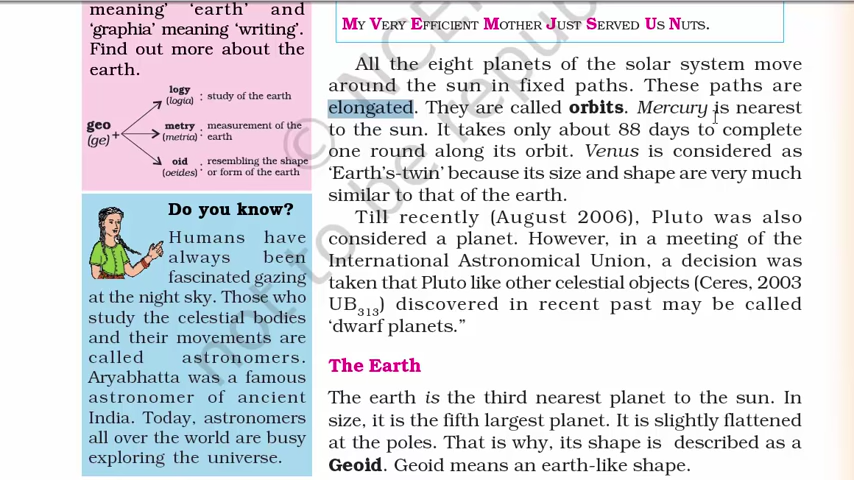 meaning 'earth' and
'graphia' meaning 'writing'.
Find out more about the
earth.
logy
(logia) : study of the earth
geo
(ge) +
metry : measurement of the
(metria) earth
oid : resembling the shape
(oeides) or form of the earth
Do you know?
Humans have
always been
fascinated gazing
at the night sky. Those who
study the celestial bodies
and their movements are
called astronomers.
Aryabhatta was a famous
astronomer of ancient
India. Today, astronomers
all over the world are busy
exploring the universe.
MY VERY EFFICIENT MOTHER JUST SERVED US NUTS.
All the eight planets of the solar system move
around the sun in fixed paths. These paths are
elongated. They are called orbits. Mercury is nearest
to the sun. It takes only about 88 days to complete
one round along its orbit. Venus is considered as
'Earth's-twin' because its size and shape are very much
similar to that of the earth.
Till recently (August 2006), Pluto was also
considered a planet. However, in a meeting of the
International Astronomical Union, a decision was
taken that Pluto like other celestial objects (Ceres, 2003
UB313) discovered in recent past may be called
'dwarf planets."
The Earth
The earth is the third nearest planet to the sun. In
size, it is the fifth largest planet. It is slightly flattened
at the poles. That is why, its shape is described as a
Geoid. Geoid means an earth-like shape.
© NCE
not to be repu